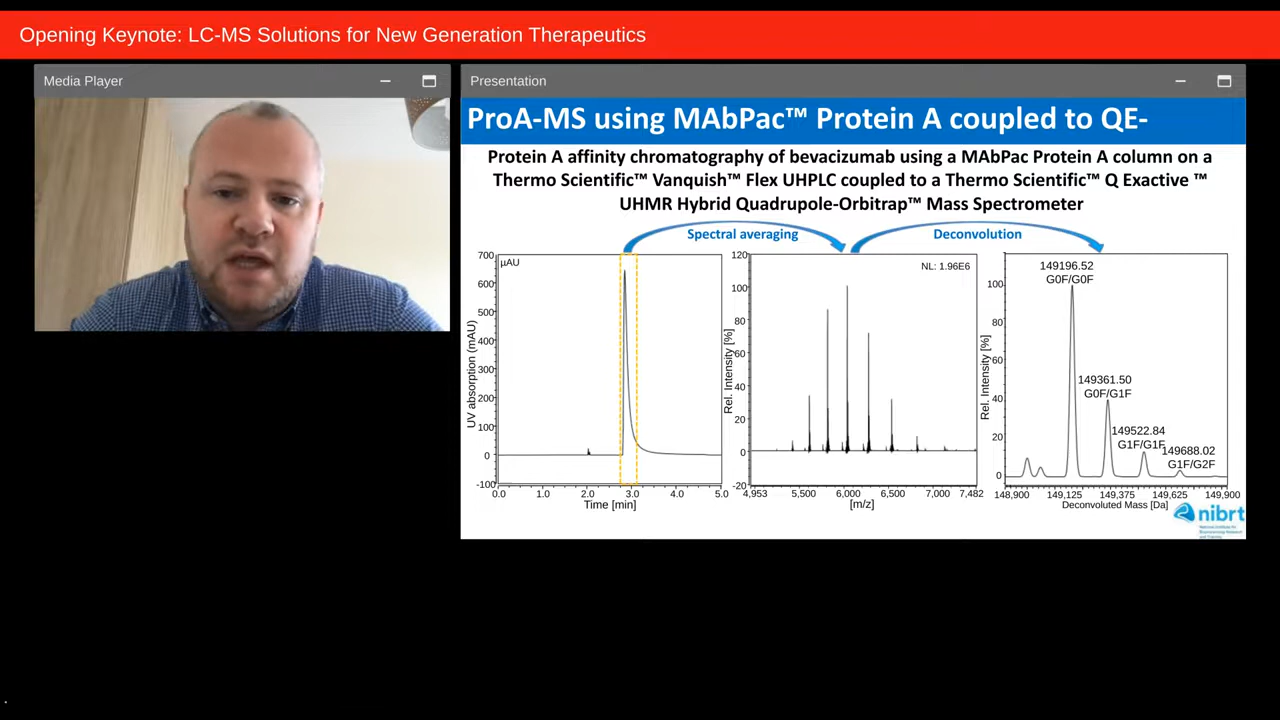 Opening Keynote: LC-MS Solutions for New Generation Therapeutics
Media Player
Presentation
ProA-MS using MAbPac™ Protein A coupled to QE-
Protein A affinity chromatography of bevacizumab using a MAbPac Protein A column on a
Thermo Scientific™ Vanquish™ Flex UHPLC coupled to a Thermo Scientific™ Q Exactive ™
UHMR Hybrid Quadrupole-Orbitrap™ Mass Spectrometer
Spectral averaging
Deconvolution
700
600
500
400
300
200
100
0
-100
µAU
UV absorption (mAU)
0.0 1.0 2.0 3.0 4.0 5.0
Time [min]
120
100
80
60
40
20
0
-20
NL: 1.96E6
Rel. Intensity [%]
4,953 5,500 6,000 6,500 7,000 7,482
[m/z]
100
80
60
40
20
0
Rel. Intensity [%]
149196.52
G0F/G0F
149361.50
G0F/G1F
149522.84
G1F/G1F
149688.02
G1F/G2F
148,900 149,125 149,375 149,625 149,900
Deconvoluted Mass [Da]
nibrt